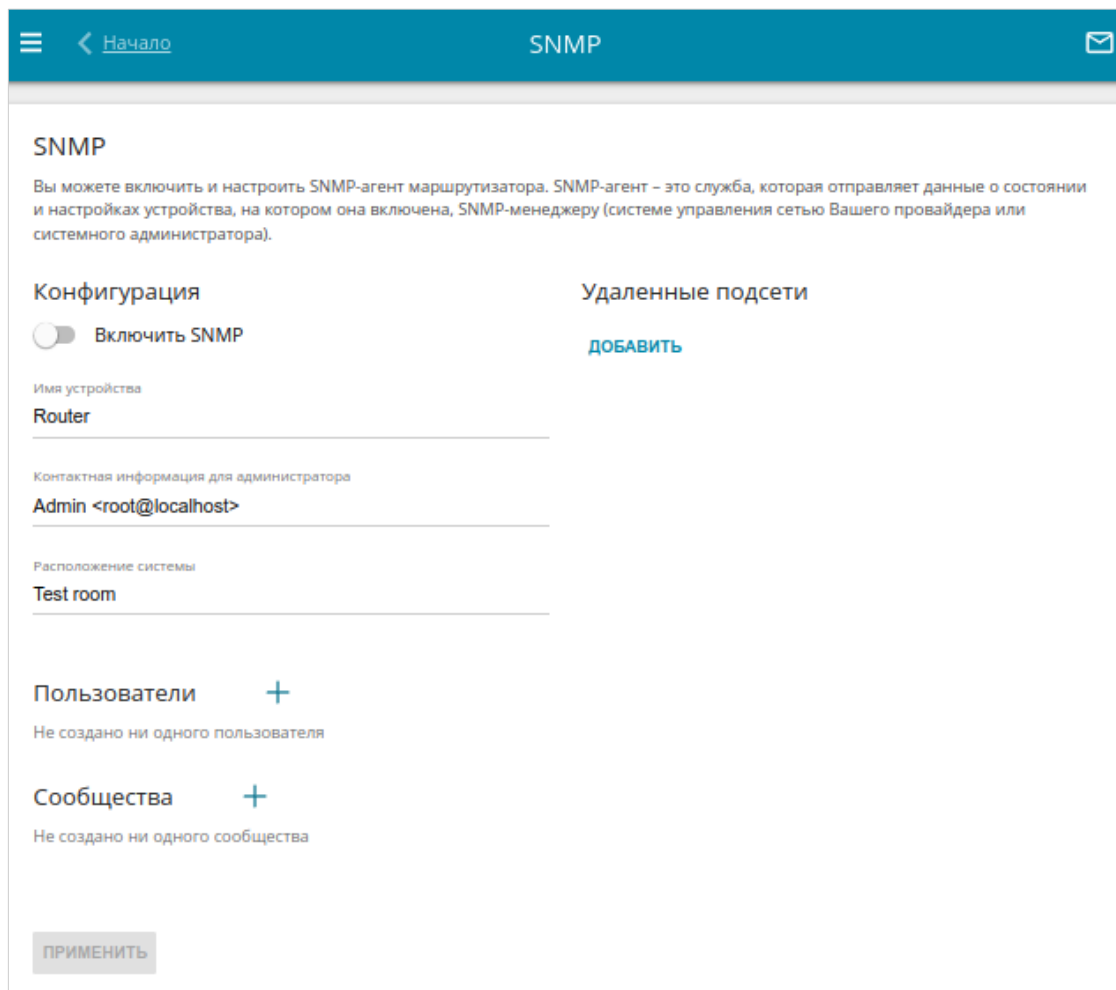 Начало
SNMP
SNMP
Вы можете включить и настроить SNMP-агент маршрутизатора. SNMP-агент – это служба, которая отправляет данные о состоянии
и настройках устройства, на котором она включена, SNMP-менеджеру (системе управления сетью Вашего провайдера или
системного администратора).
Конфигурация
Включить SNMP
Имя устройства
Router
Контактная информация для администратора
Admin <root@localhost>
Расположение системы
Test room
Удаленные подсети
ДОБАВИТЬ
Пользователи
Не создано ни одного пользователя
Сообщества
Не создано ни одного сообщества
ПРИМЕНИТЬ